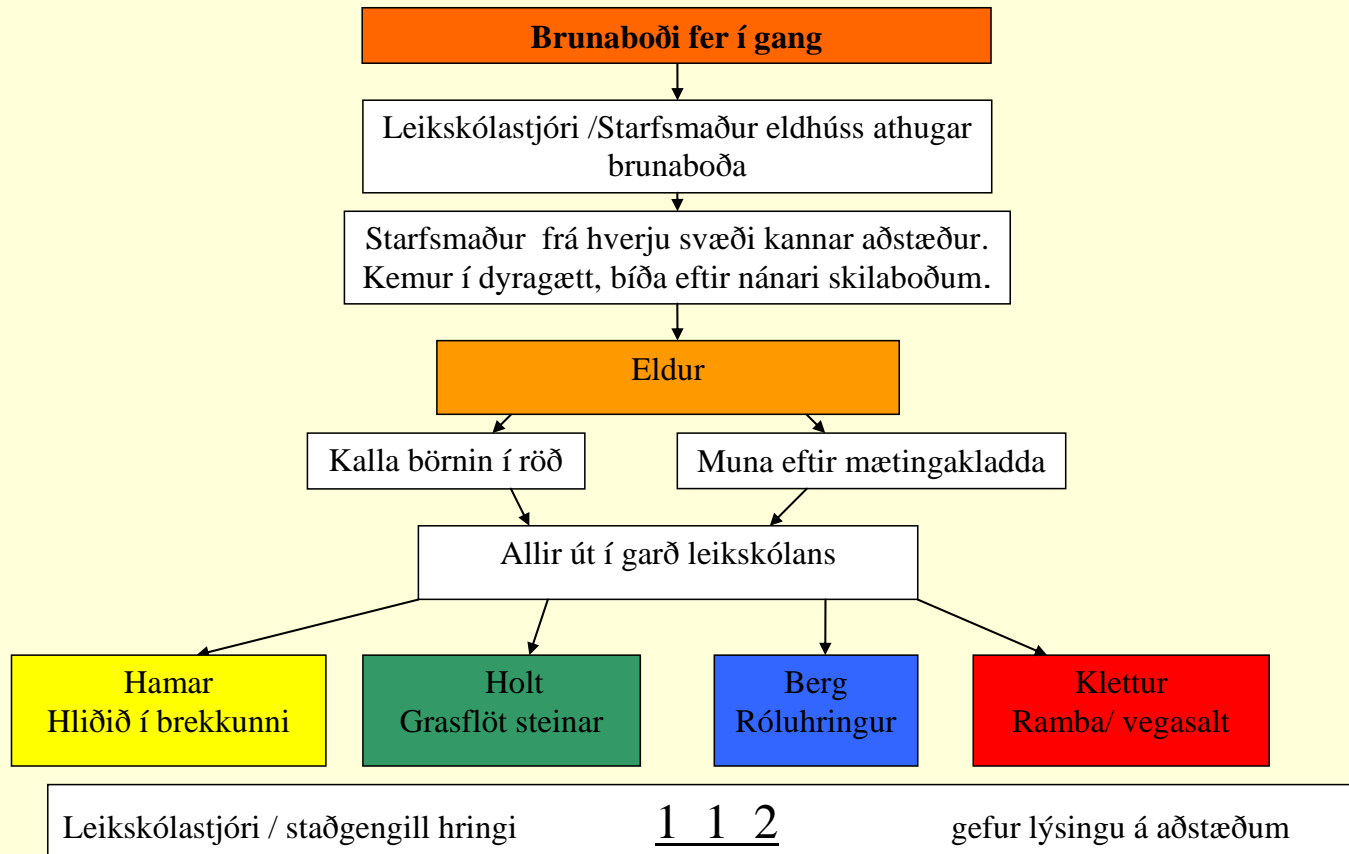 Brunaboði fer í gang
Leikskólastjóri /Starfsmaður eldhúss athugar
brunaboða
Starfsmaður frá hverju svæði kannar aðstæður.
Kemur í dyragætt, bíða eftir nánari skilaboðum.
Eldur
Kalla börnin í röð
Muna eftir mætingakladda
Allir út í garð leikskólans
Hamar
Hliðið í brekkunni
Holt
Grasflöt steinar
Berg
Róluhringur
Klettur
Ramba/ vegasalt
Leikskólastjóri / staðgengill hringi 1 1 2 gefur lýsingu á aðstæðum